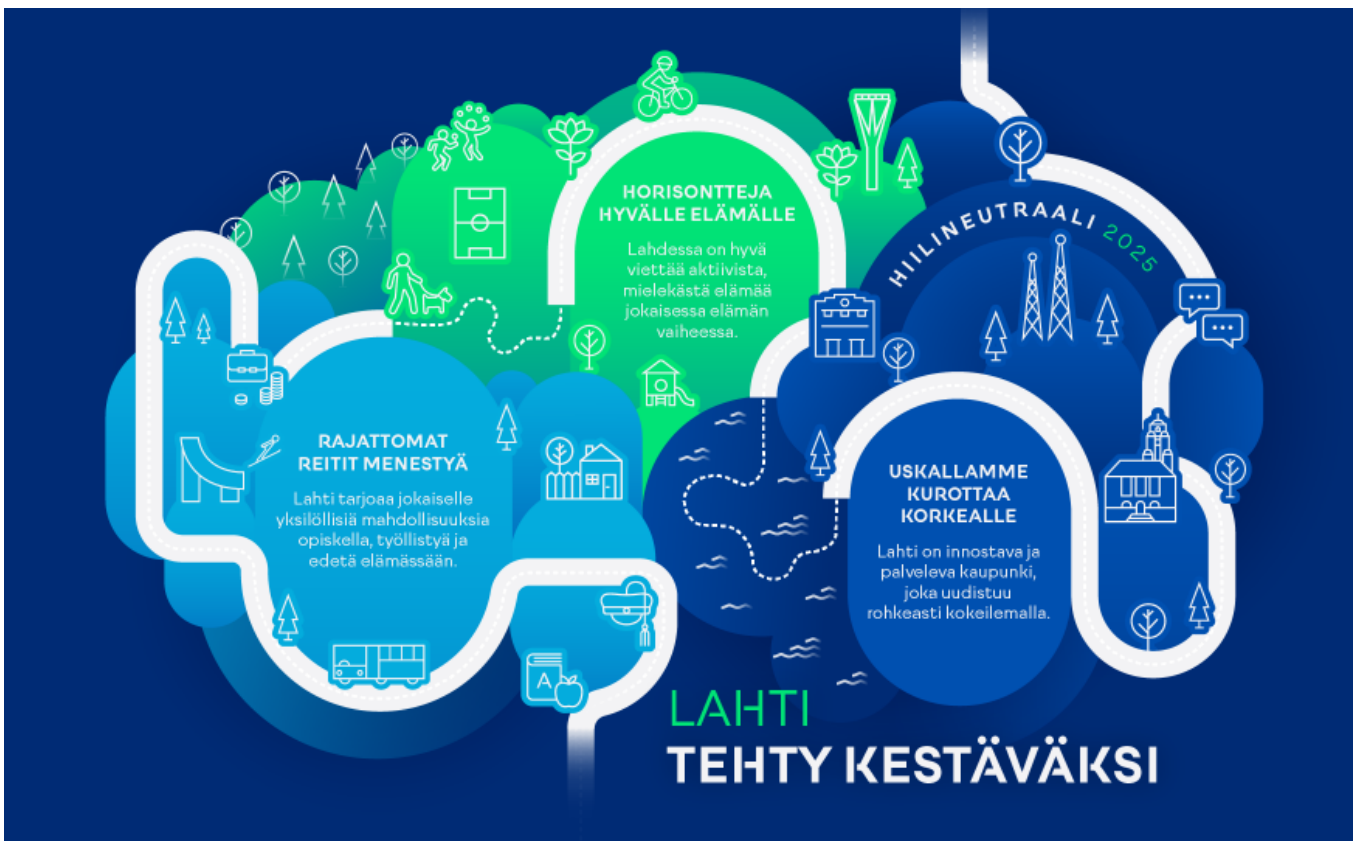 HORISONTTEJA
HYVÄLLE ELÄMÄLLE
Lahdessa on hyvä
viettää aktiivista,
mielekästä elämää
jokaisessa elämän
vaiheessa.
HIILINEUTRAALI 2025
RAJATTOMAT
REITIT MENESTYÄ
Lahti tarjoaa jokaiselle
yksilöllisiä mahdollisuuksia
opiskella, työllistyä ja
edetä elämässään.
USKALLAMME
KUROTTAA
KORKEALLE
Lahti on innostava ja
palveleva kaupunki,
joka uudistuu
rohkeasti kokeilemalla.
A
LAHTI
TEHTY KESTÄVÄKSI